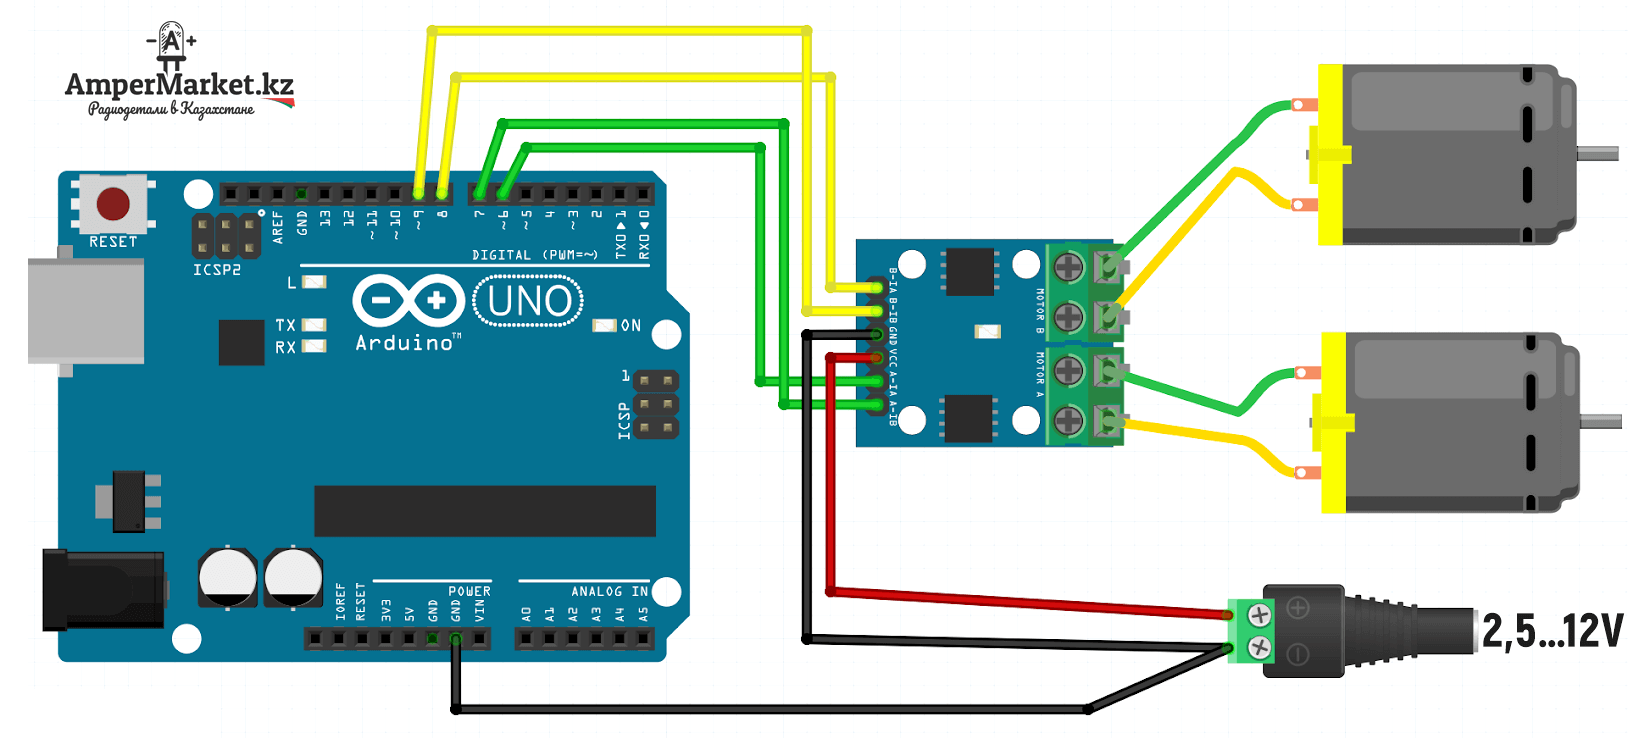 - A +
AmperMarket.kz
Радиодетали в Казахстане
RESET
ICSP2
AREF
GND
13
12
~11
~10
~9
8
7
~6
~5
4
~3
2
TX0▶1
RX0◀0
DIGITAL (PWM=~)
L
TX
RX
UNO
Arduino™
ON
1
ICSP
IOREF
RESET
3V3
5V
GND
GND
VIN
POWER
ANALOG IN
A0
A1
A2
A3
A4
A5
B-IA
B-IB
GND
VCC
A-IA
A-IB
MOTOR B
MOTOR A
2,5...12V